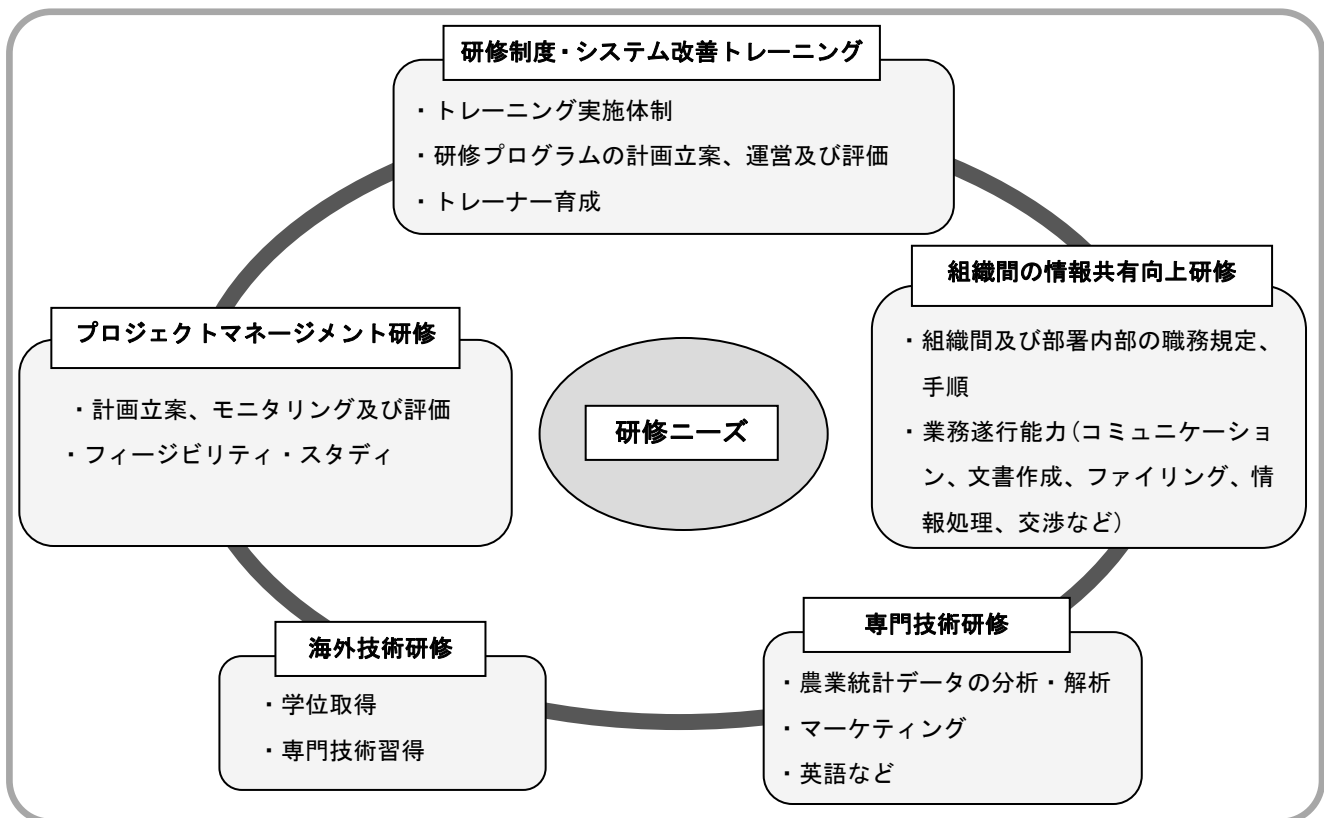 研修制度・システム改善トレーニング
・トレーニング実施体制
・研修プログラムの計画立案、運営及び評価
・トレーナー育成
組織間の情報共有向上研修
・組織間及び部署内部の職務規定、
手順
・業務遂行能力(コミュニケーショ
ン、文書作成、ファイリング、情
報処理、交渉など)
プロジェクトマネージメント研修
・計画立案、モニタリング及び評価
・フィージビリティ・スタディ
研修ニーズ
専門技術研修
・農業統計データの分析・解析
・マーケティング
・英語など
海外技術研修
・学位取得
・専門技術習得